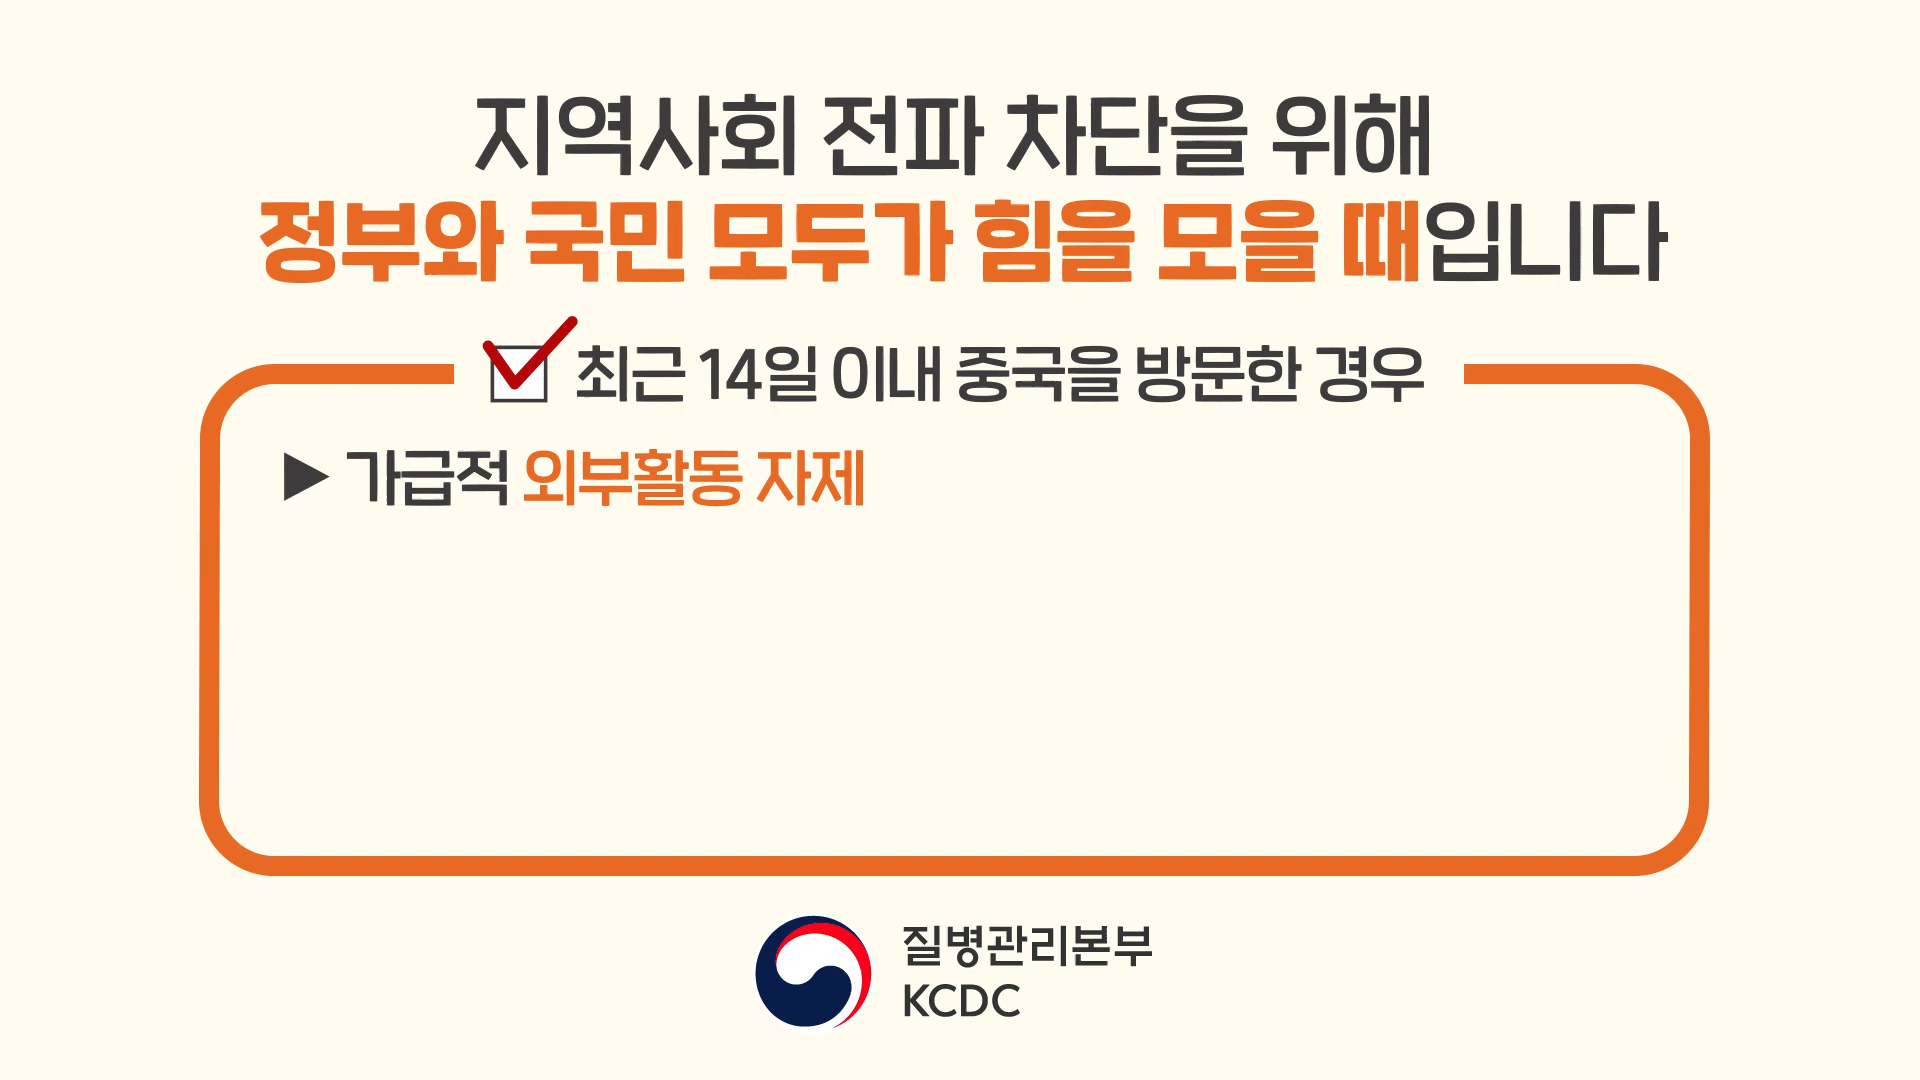 지역사회 전파 차단을 위해
정부와 국민 모두가 힘을 모을 때입니다
최근 14일 이내 중국을 방문한 경우
▶ 가급적 외부활동 자제
질병관리본부
KCDC